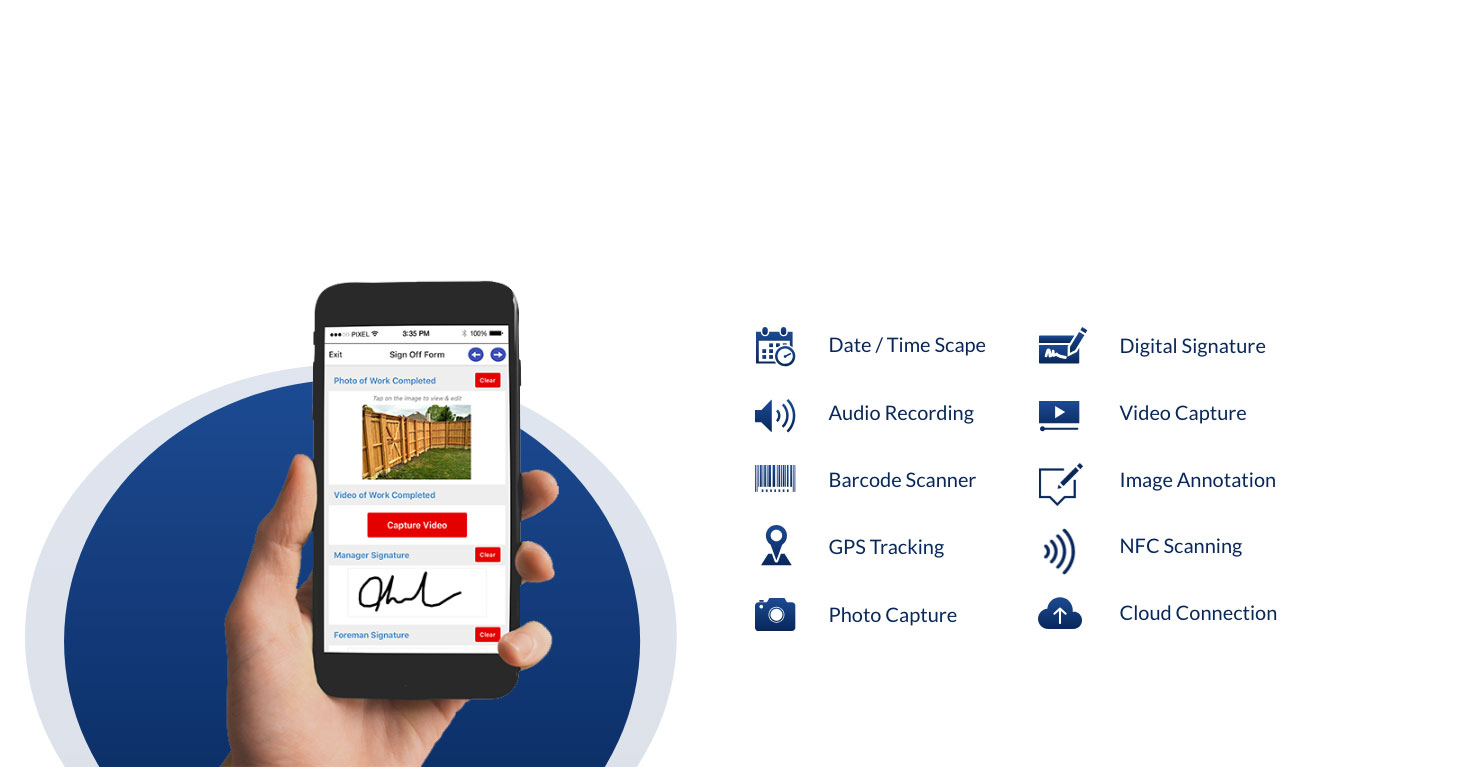 PIXEL 3:35 PM 100%
Exit Sign Off Form
Photo of Work Completed Clear
Tap on the image to view & edit
Video of Work Completed
Capture Video
Manager Signature Clear
Foreman Signature Clear
Date / Time Scape
Audio Recording
Barcode Scanner
GPS Tracking
Photo Capture
Digital Signature
Video Capture
Image Annotation
NFC Scanning
Cloud Connection